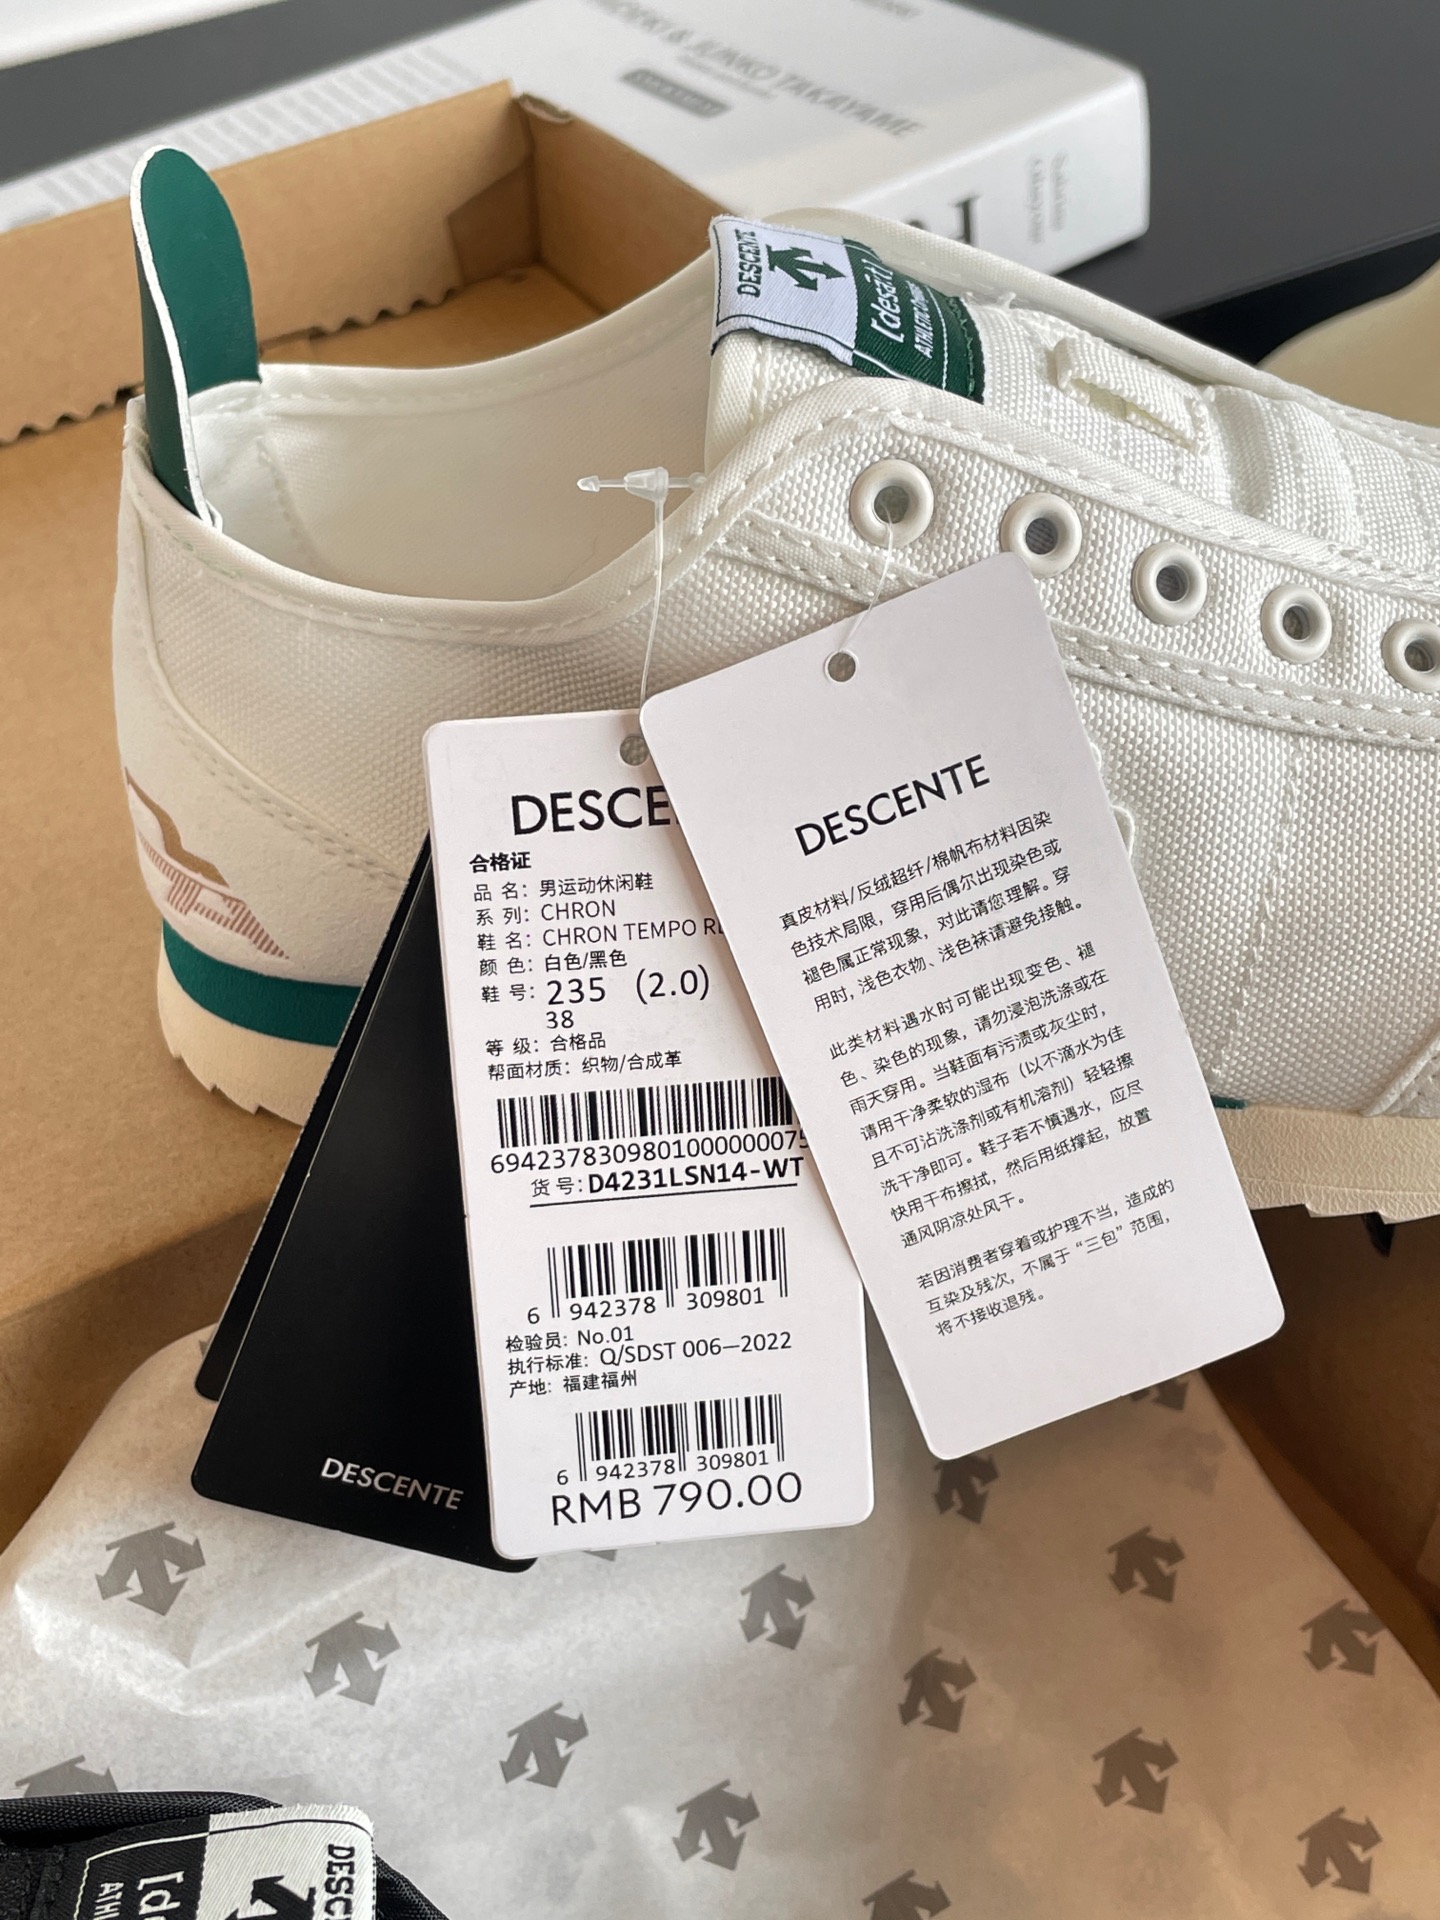 HIDEKI & JUNKO TAKAYAME
DESCENTE
[desant]
ATHLETIC
DESCE
合格证
品 名：男运动休闲鞋
系 列：CHRON
鞋 名：CHRON TEMPO RE
颜 色：白色/黑色
鞋 号：235 (2.0)
38
等 级：合格品
帮面材质：织物/合成革
6942378309801000000075
货 号：D4231LSN14-WT
6 942378 309801
检验员：No.01
执行标准：Q/SDST 006—2022
产地：福建福州
6 942378 309801
RMB 790.00
DESCENTE
真皮材料/反绒超纤/棉帆布材料因染
色技术局限，穿用后偶尔出现染色或
褪色属正常现象，对此请您理解。穿
用时，浅色衣物、浅色袜请避免接触。
此类材料遇水时可能出现变色、褪
色、染色的现象，请勿浸泡洗涤或在
雨天穿用。当鞋面有污渍或灰尘时，
请用干净柔软的湿布（以不滴水为佳
且不可沾洗涤剂或有机溶剂）轻轻擦
洗干净即可。鞋子若不慎遇水，应尽
快用干布擦拭，然后用纸撑起，放置
通风阴凉处风干。
若因消费者穿着或护理不当，造成的
互染及残次，不属于“三包”范围，
将不接收退残。
DESCENTE
DESC
[de
ATH